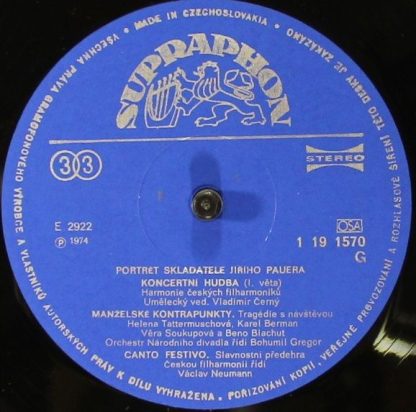 VŠECHNA PRÁVA GRAMOFONOVÉHO VÝROBCE A VLASTNÍKŮ AUTORSKÝCH PRÁV K DÍLU VYHRAŽENA. POŘIZOVÁNÍ KOPIÍ, VEŘEJNÉ PROVOZOVÁNÍ A ROZHLASOVÉ ŠÍŘENÍ TÉTO DESKY JE ZAKÁZÁNO • MADE IN CZECHOSLOVAKIA •
SUPRAPHON
33
STEREO
E 2922
Ⓟ 1974
OSA
1 19 1570
G
PORTRÉT SKLADATELE JIŘÍHO PAUERA
KONCERTNÍ HUDBA (I. věta)
Harmonie českých filharmoniků
Umělecký ved. Vladimír Černý
MANŽELSKÉ KONTRAPUNKTY. Tragédie s návštěvou
Helena Tattermuschová, Karel Berman
Věra Soukupová a Beno Blachut
Orchestr Národního divadla řídí Bohumil Gregor
CANTO FESTIVO. Slavnostní předehra
Českou filharmonii řídí
Václav Neumann